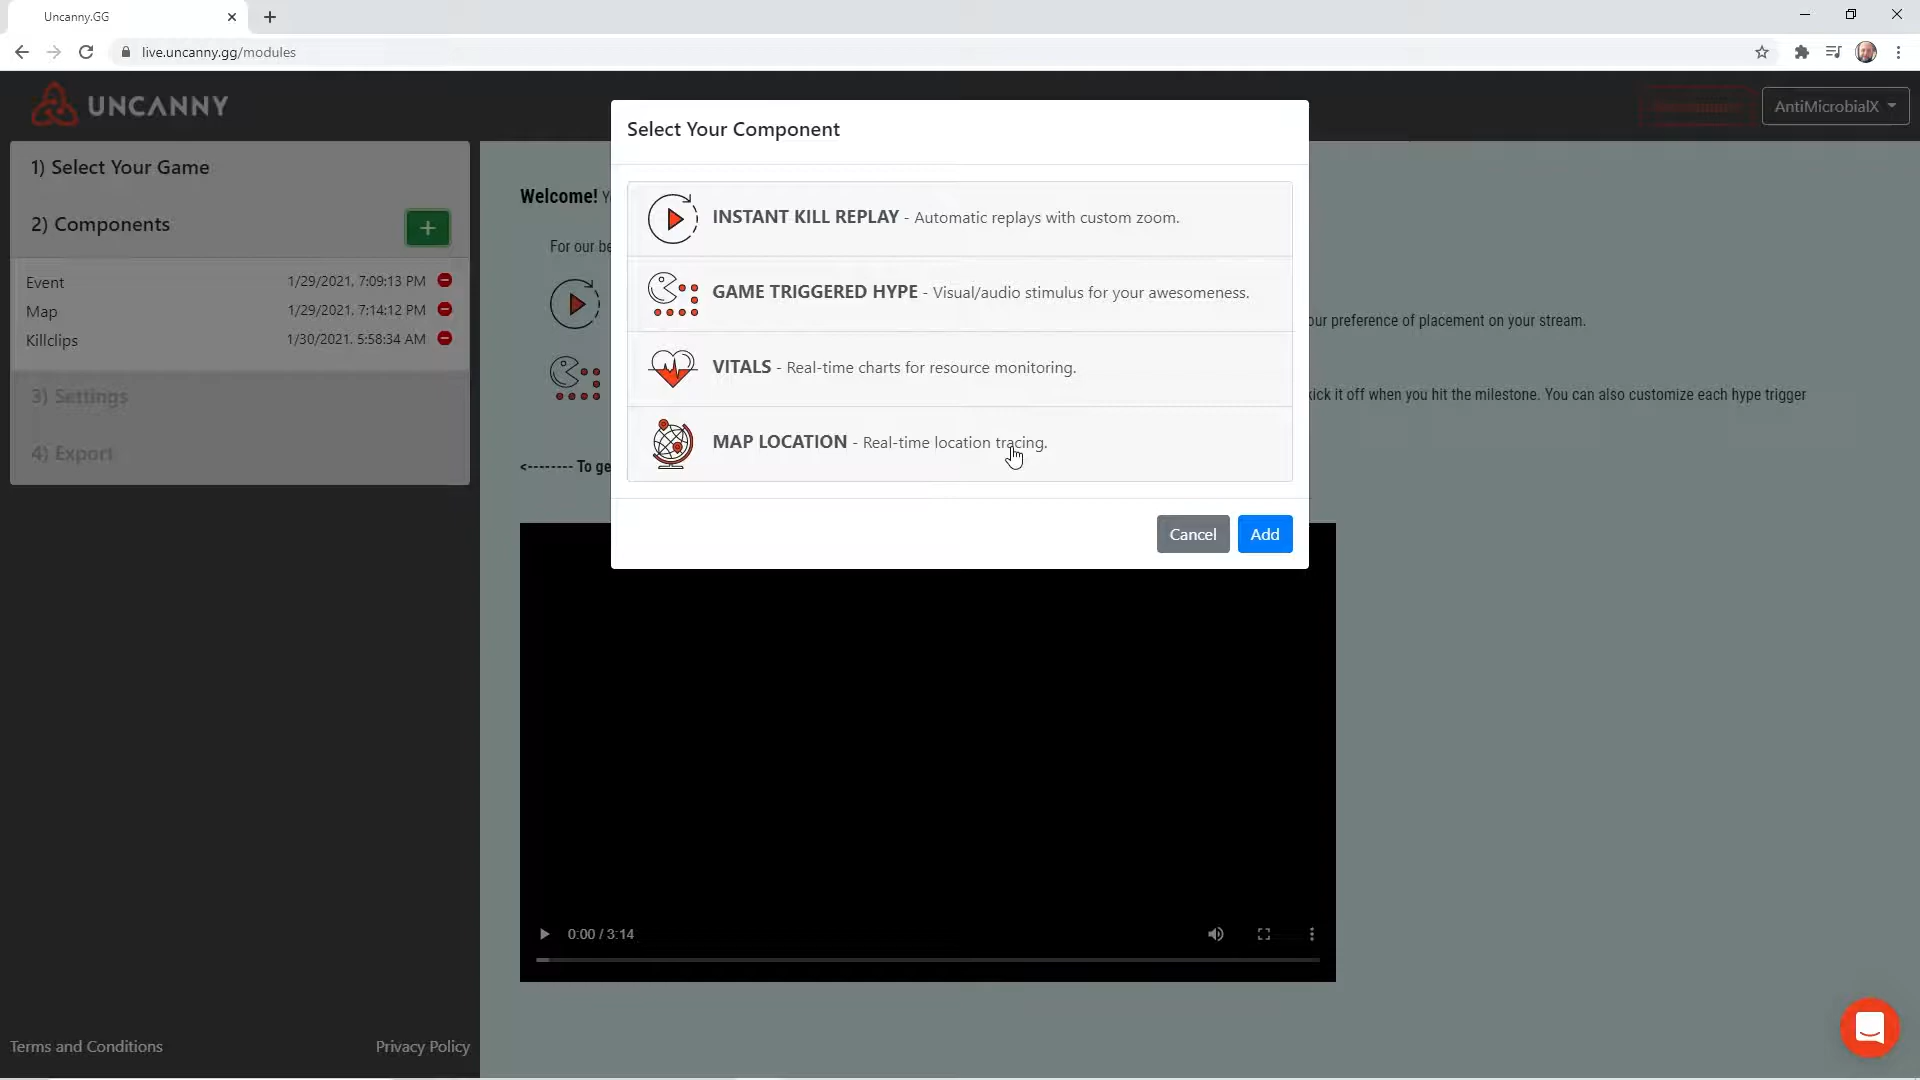 Uncanny.GG
live.uncanny.gg/modules
UNCANNY
AntiMicrobialX
Select Your Component
1) Select Your Game
2) Components
+
Event 1/29/2021, 7:09:13 PM
Map 1/29/2021, 7:14:12 PM
Killclips 1/30/2021, 5:58:34 AM
3) Settings
4) Export
Welcome!
For our be
our preference of placement on your stream.
kick it off when you hit the milestone. You can also customize each hype trigger
<-------- To ge
INSTANT KILL REPLAY - Automatic replays with custom zoom.
GAME TRIGGERED HYPE - Visual/audio stimulus for your awesomeness.
VITALS - Real-time charts for resource monitoring.
MAP LOCATION - Real-time location tracing.
Cancel Add
0:00 / 3:14
Terms and Conditions
Privacy Policy